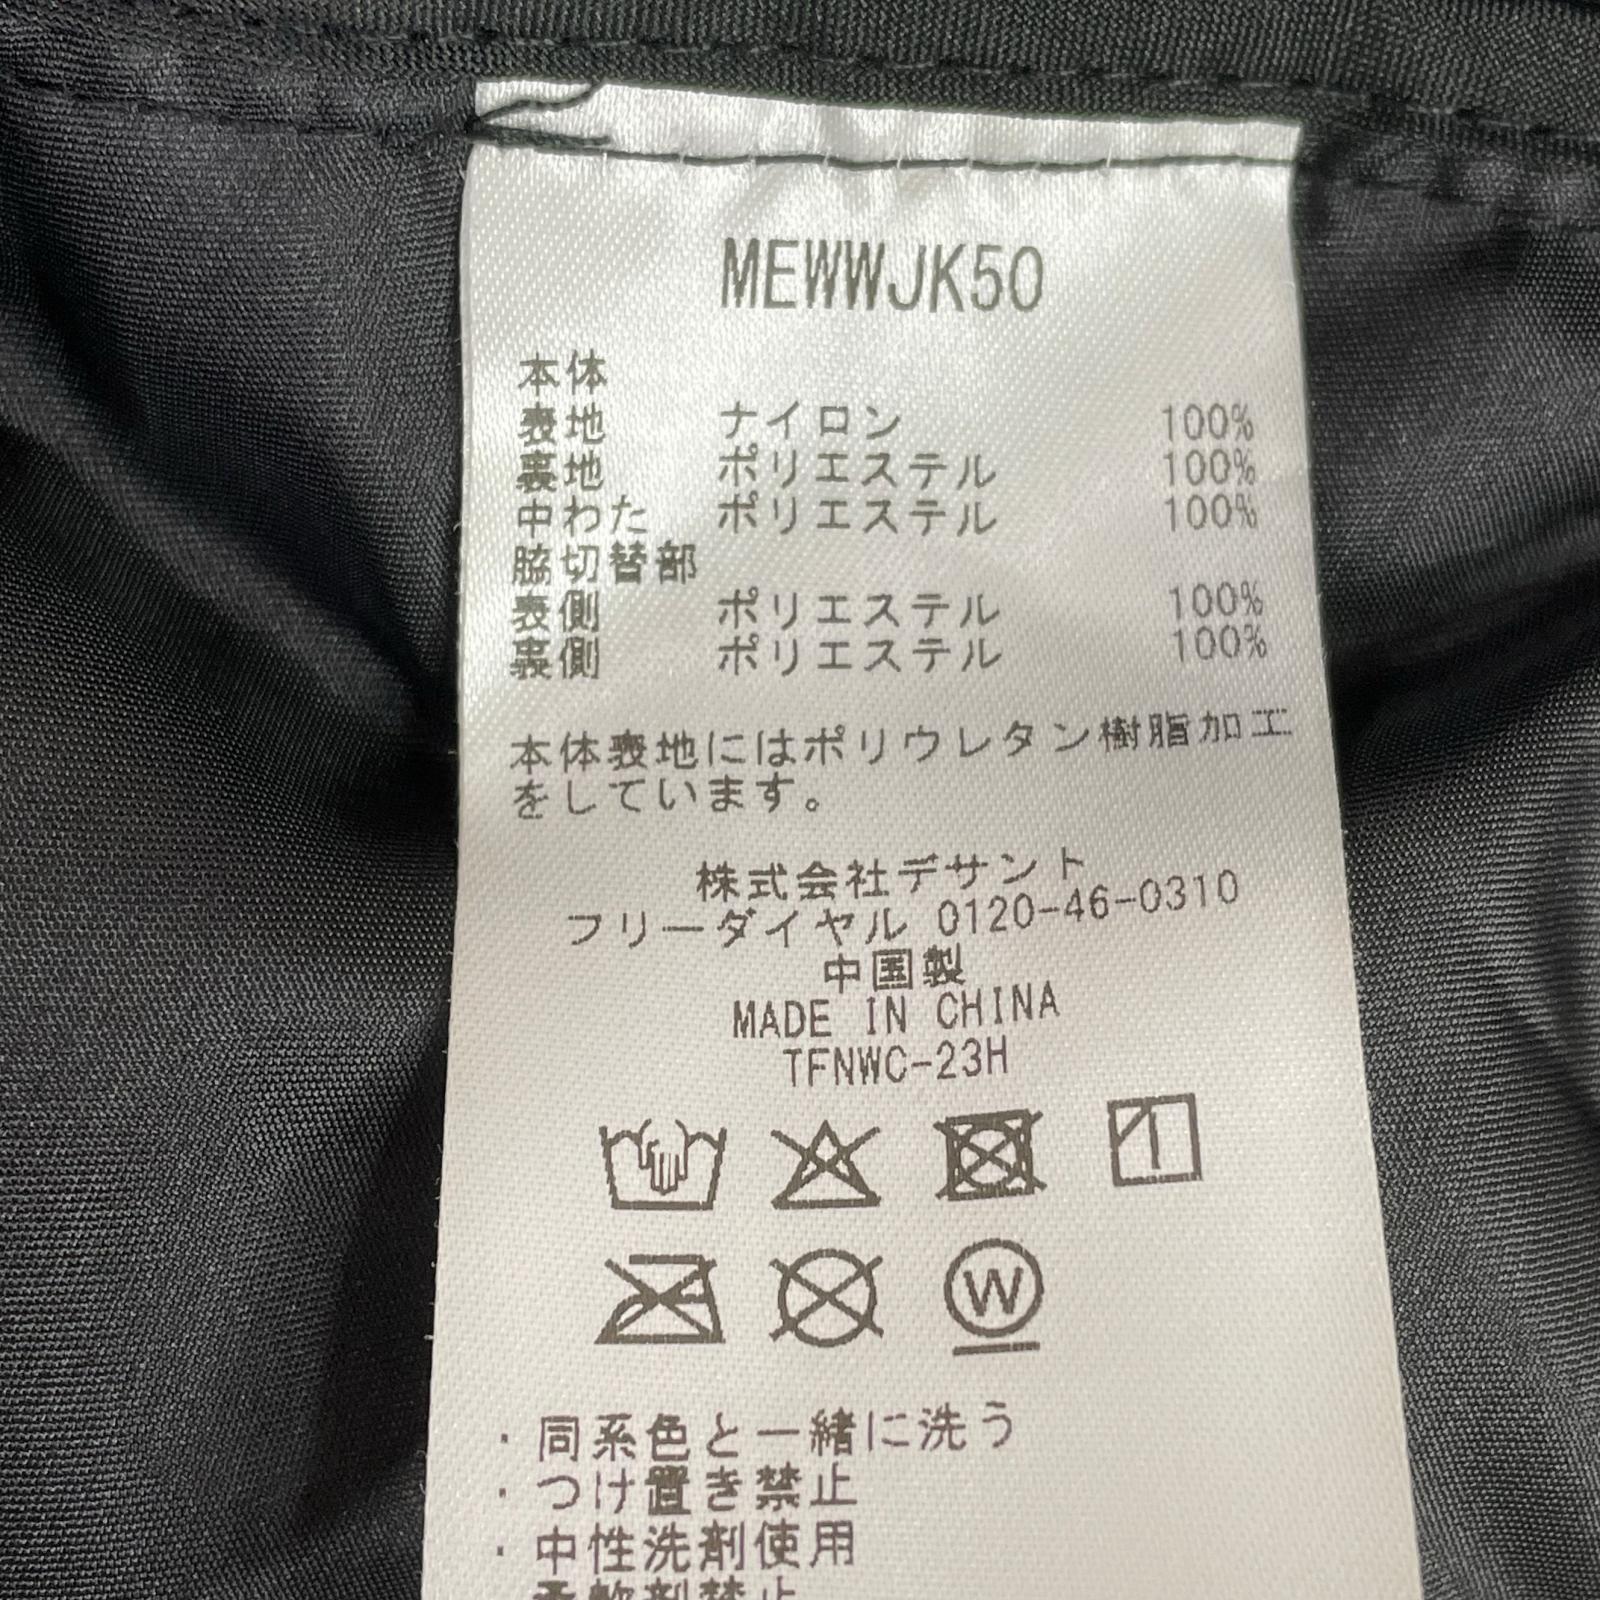 MEWWJK50
本体
表地 ナイロン 100%
裏地 ポリエステル 100%
中わた ポリエステル 100%
脇切替部
表側 ポリエステル 100%
裏側 ポリエステル 100%
本体表地にはポリウレタン樹脂加工
をしています。
株式会社デサント
フリーダイヤル 0120-46-0310
中国製
MADE IN CHINA
TFNWC-23H
W
・同系色と一緒に洗う
・つけ置き禁止
・中性洗剤使用
柔軟剤禁止